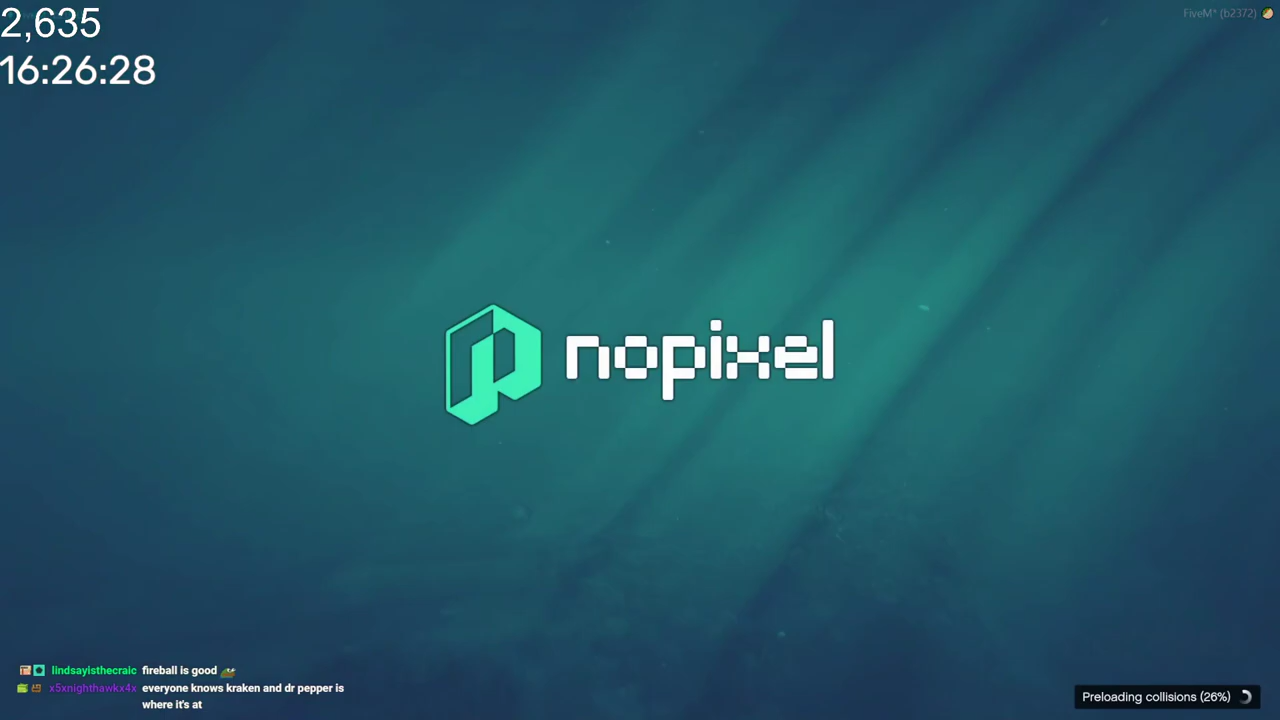 2,635
FiveM* (b2372)
16:26:28
nopixel
lindsayisthecraic fireball is good
x5xnighthawkx4x everyone knows kraken and dr pepper is
where it's at
Preloading collisions (26%)